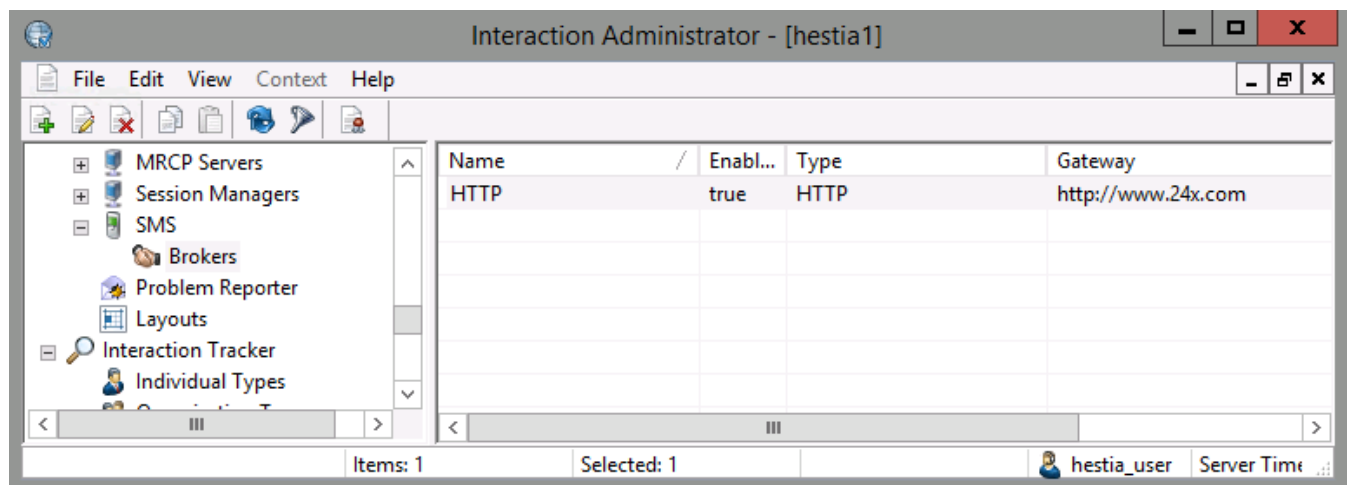 Interaction Administrator - [hestia1]
File Edit View Context Help
MRCP Servers
Session Managers
SMS
Brokers
Problem Reporter
Layouts
Interaction Tracker
Individual Types
Name Enabl... Type Gateway
HTTP true HTTP http://www.24x.com
Items: 1 Selected: 1 hestia_user Server Time